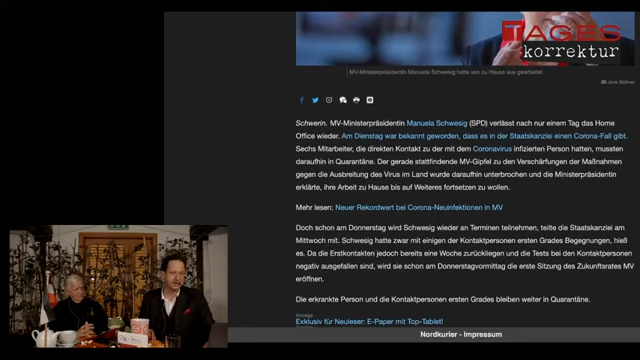 TAGES
korrektur
MV-Ministerpräsidentin Manuela Schwesig hatte von zu Hause aus gearbeitet.
Jens Büttner
Schwerin. MV-Ministerpräsidentin Manuela Schwesig (SPD) verlässt nach nur einem Tag das Home
Office wieder. Am Dienstag war bekannt geworden, dass es in der Staatskanzlei einen Corona-Fall gibt.
Sechs Mitarbeiter, die direkten Kontakt zu der mit dem Coronavirus infizierten Person hatten, mussten
daraufhin in Quarantäne. Der gerade stattfindende MV-Gipfel zu den Verschärfungen der Maßnahmen
gegen die Ausbreitung des Virus im Land wurde daraufhin unterbrochen und die Ministerpräsidentin
erklärte, ihre Arbeit zu Hause bis auf Weiteres fortsetzen zu wollen.
Mehr lesen: Neuer Rekordwert bei Corona-Neuinfektionen in MV
Doch schon am Donnerstag wird Schwesig wieder an Terminen teilnehmen, teilte die Staatskanzlei am
Mittwoch mit. Schwesig hatte zwar mit einigen der Kontaktpersonen ersten Grades Begegnungen, hieß
es. Da die Erstkontakten jedoch bereits eine Woche zurückliegen und die Tests bei den Kontaktpersonen
negativ ausgefallen sind, wird sie schon am Donnerstagvormittag die erste Sitzung des Zukunftsrates MV
eröffnen.
Die erkrankte Person und die Kontaktpersonen ersten Grades bleiben weiter in Quarantäne.
Anzeige
Exklusiv für Neuleser: E-Paper mit Top-Tablet!
Nordkurier - Impressum